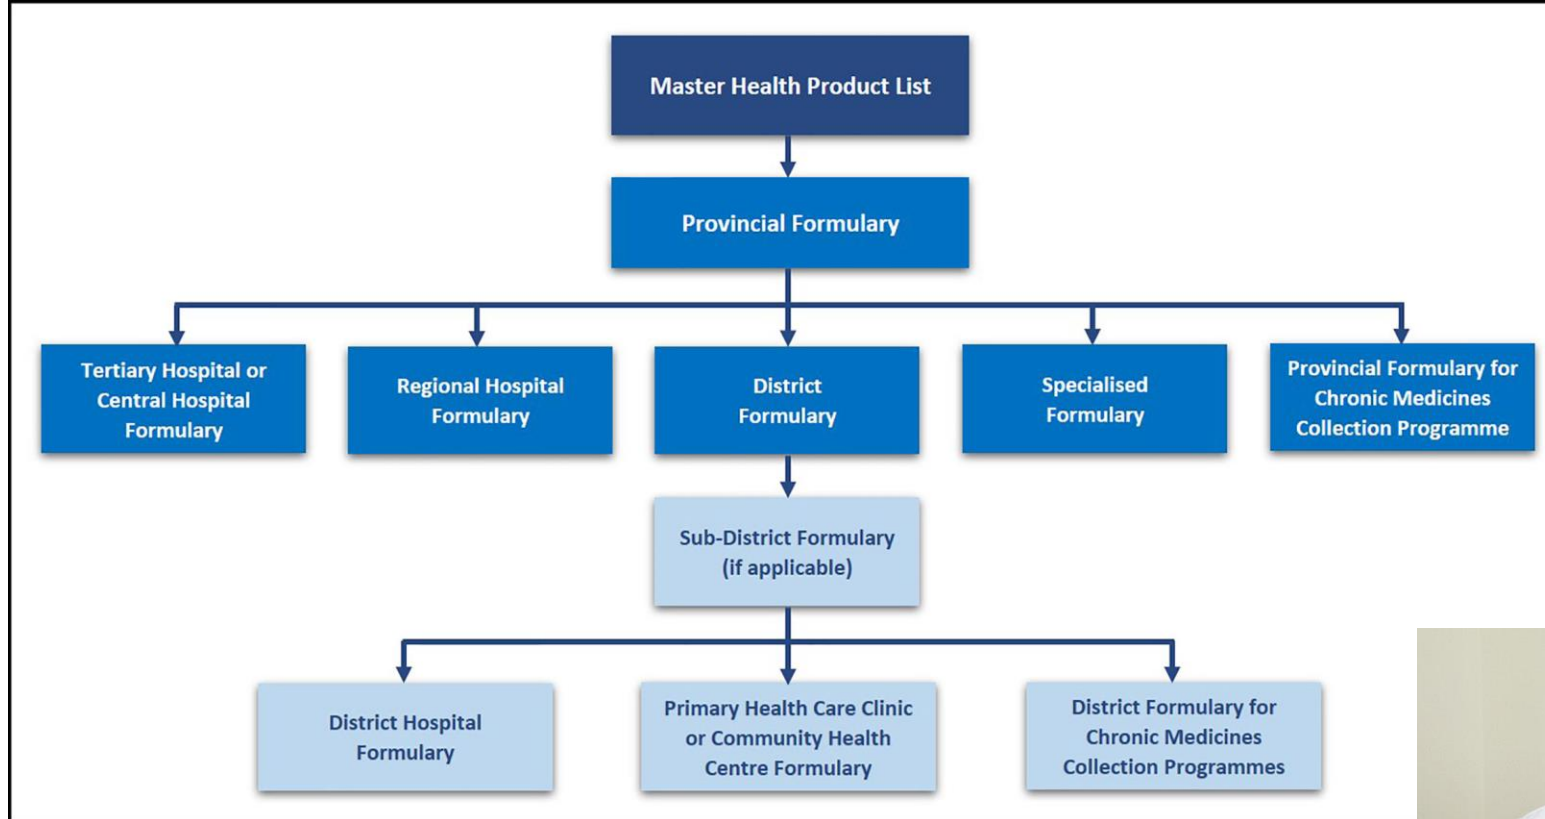 Master Health Product List
Provincial Formulary
Tertiary Hospital or
Central Hospital
Formulary
Regional Hospital
Formulary
District
Formulary
Specialised
Formulary
Provincial Formulary for
Chronic Medicines
Collection Programme
Sub-District Formulary
(if applicable)
District Hospital
Formulary
Primary Health Care Clinic
or Community Health
Centre Formulary
District Formulary for
Chronic Medicines
Collection Programmes